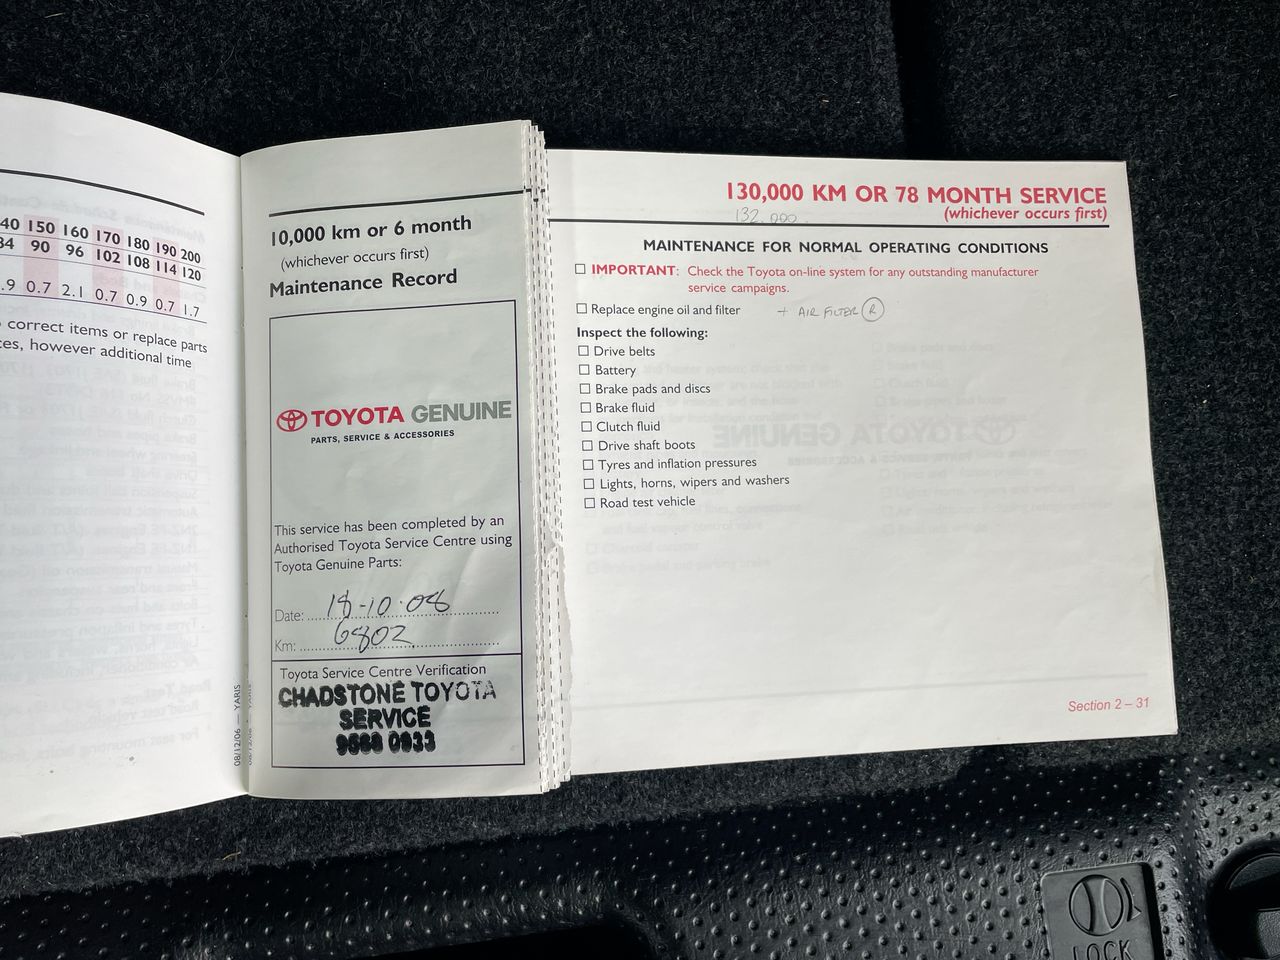 40 150 160 170 180 190 200
84 90 96 102 108 114 120
.9 0.7 2.1 0.7 0.9 0.7 1.7
correct items or replace parts
ces, however additional time
08/12/06 — YARIS
10,000 km or 6 month
(whichever occurs first)
Maintenance Record
TOYOTA GENUINE
PARTS, SERVICE & ACCESSORIES
This service has been completed by an
Authorised Toyota Service Centre using
Toyota Genuine Parts:
Date: 18-10-08
Km: 6802
Toyota Service Centre Verification
CHADSTONE TOYOTA
SERVICE
9568 0933
130,000 KM OR 78 MONTH SERVICE
(whichever occurs first)
132,000
MAINTENANCE FOR NORMAL OPERATING CONDITIONS
IMPORTANT: Check the Toyota on-line system for any outstanding manufacturer
service campaigns.
Replace engine oil and filter + AIR FILTER R
Inspect the following:
Drive belts
Battery
Brake pads and discs
Brake fluid
Clutch fluid
Drive shaft boots
Tyres and inflation pressures
Lights, horns, wipers and washers
Road test vehicle
Section 2 – 31
LOCK